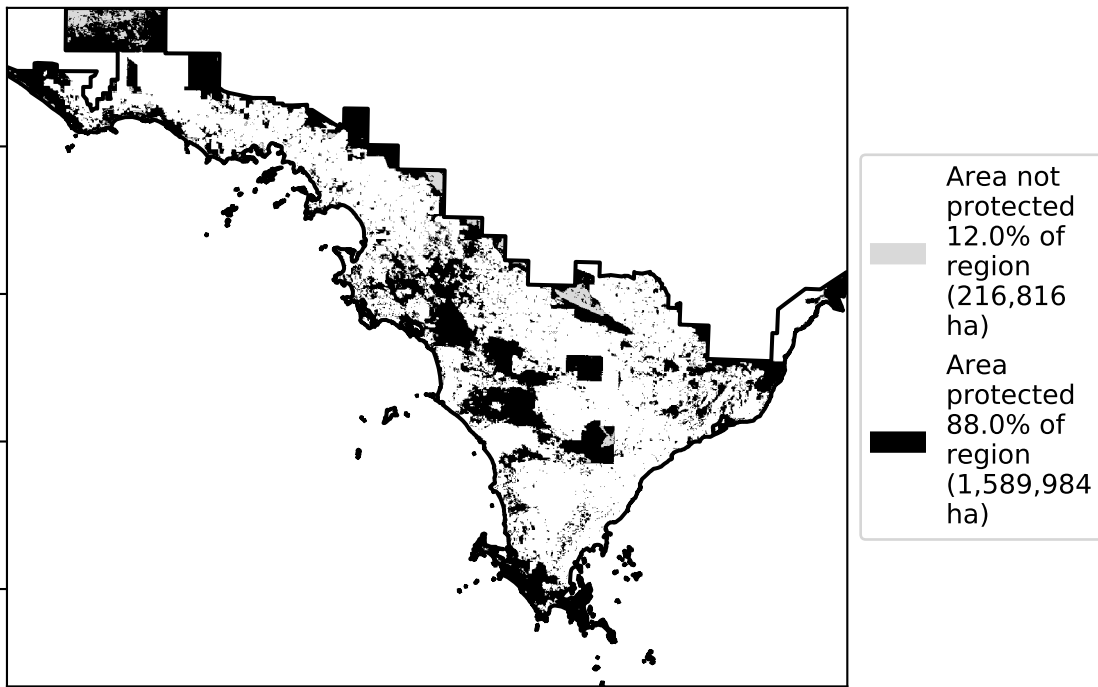 Area not
protected
12.0% of
region
(216,816
ha)
Area
protected
88.0% of
region
(1,589,984
ha)